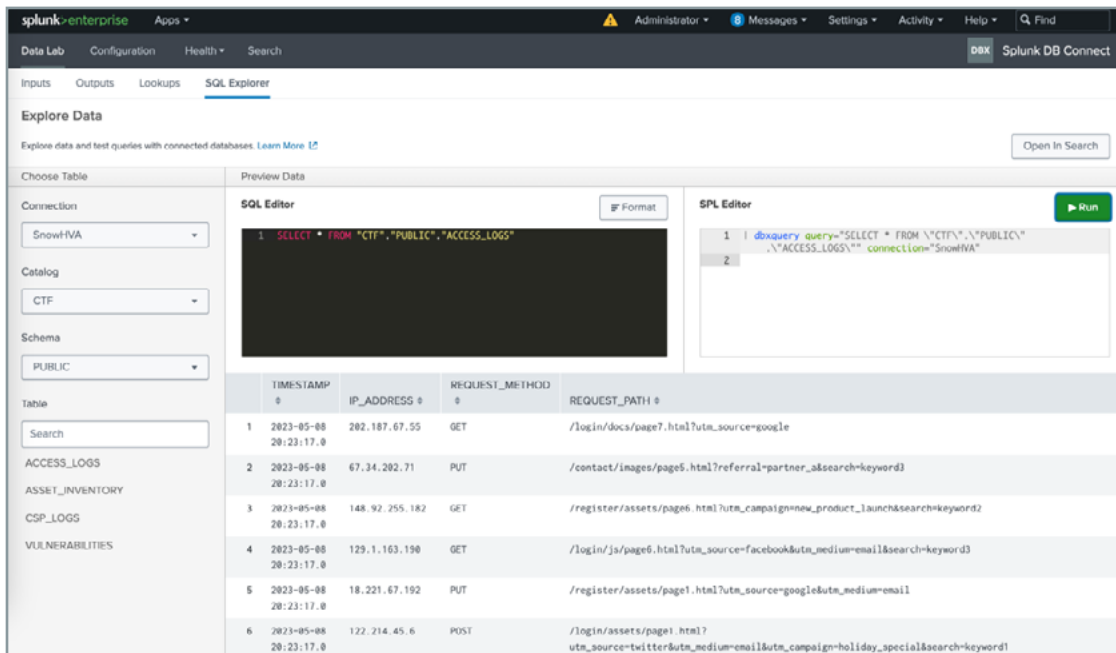 splunk>enterprise Apps ▾ Administrator ▾ 8 Messages ▾ Settings ▾ Activity ▾ Help ▾ Find
Data Lab Configuration Health ▾ Search DBX Splunk DB Connect
Inputs Outputs Lookups SQL Explorer
Explore Data
Explore data and test queries with connected databases. Learn More
Open In Search
Choose Table
Preview Data
Connection
SnowHVA
Catalog
CTF
Schema
PUBLIC
Table
Search
ACCESS_LOGS
ASSET_INVENTORY
CSP_LOGS
VULNERABILITIES
SQL Editor
Format
1 SELECT * FROM "CTF"."PUBLIC"."ACCESS_LOGS"
SPL Editor
Run
1 | dbxquery query="SELECT * FROM \"CTF\".\"PUBLIC\"
.\"ACCESS_LOGS\"" connection="SnowHVA"
2
TIMESTAMP IP_ADDRESS REQUEST_METHOD REQUEST_PATH
1 2023-05-08 202.187.67.55 GET /login/docs/page7.html?utm_source=google
20:23:17.0
2 2023-05-08 67.34.202.71 PUT /contact/images/page5.html?referral=partner_a&search=keyword3
20:23:17.0
3 2023-05-08 148.92.255.182 GET /register/assets/page6.html?utm_campaign=new_product_launch&search=keyword2
20:23:17.0
4 2023-05-08 129.1.163.190 GET /login/js/page6.html?utm_source=facebook&utm_medium=email&search=keyword3
20:23:17.0
5 2023-05-08 18.221.67.192 PUT /register/assets/page1.html?utm_source=google&utm_medium=email
20:23:17.0
6 2023-05-08 122.214.45.6 POST /login/assets/page1.html?
20:23:17.0 utm_source=twitter&utm_medium=email&utm_campaign=holiday_special&search=keyword1